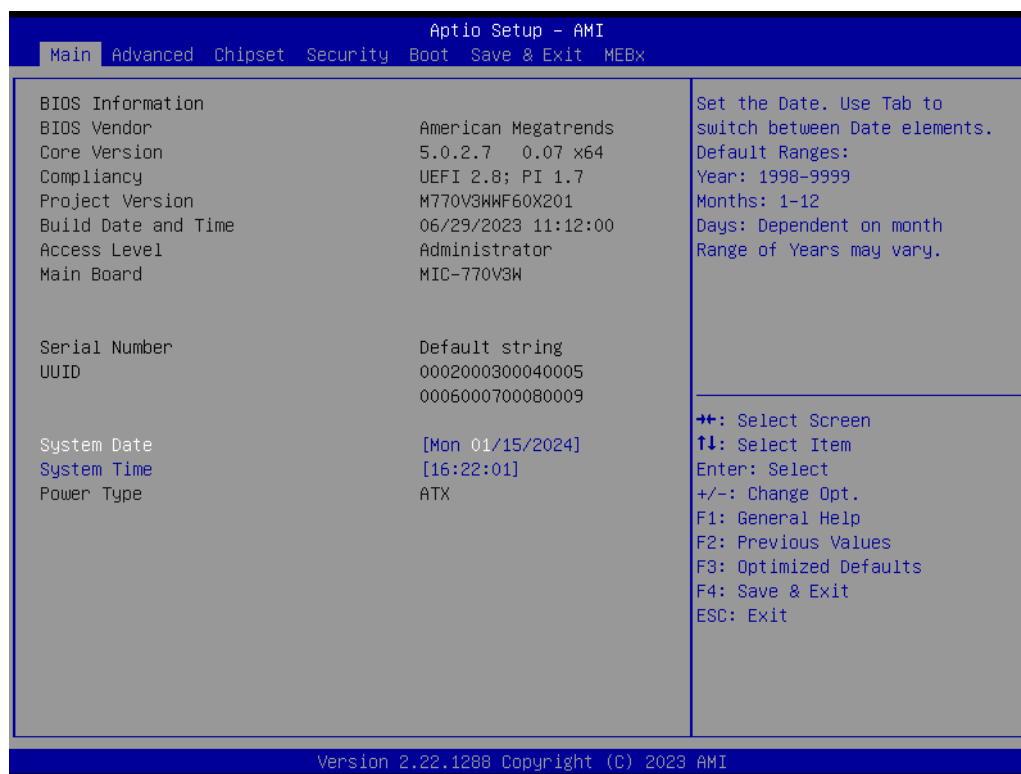 Aptio Setup – AMI
Main Advanced Chipset Security Boot Save & Exit MEBx
BIOS Information
BIOS Vendor American Megatrends
Core Version 5.0.2.7 0.07 x64
Compliancy UEFI 2.8; PI 1.7
Project Version M770V3WWF60X201
Build Date and Time 06/29/2023 11:12:00
Access Level Administrator
Main Board MIC-770V3W
Serial Number Default string
UUID 0002000300040005
0006000700080009
System Date [Mon 01/15/2024]
System Time [16:22:01]
Power Type ATX
Set the Date. Use Tab to
switch between Date elements.
Default Ranges:
Year: 1998-9999
Months: 1-12
Days: Dependent on month
Range of Years may vary.
→←: Select Screen
↑↓: Select Item
Enter: Select
+/-: Change Opt.
F1: General Help
F2: Previous Values
F3: Optimized Defaults
F4: Save & Exit
ESC: Exit
Version 2.22.1288 Copyright (C) 2023 AMI